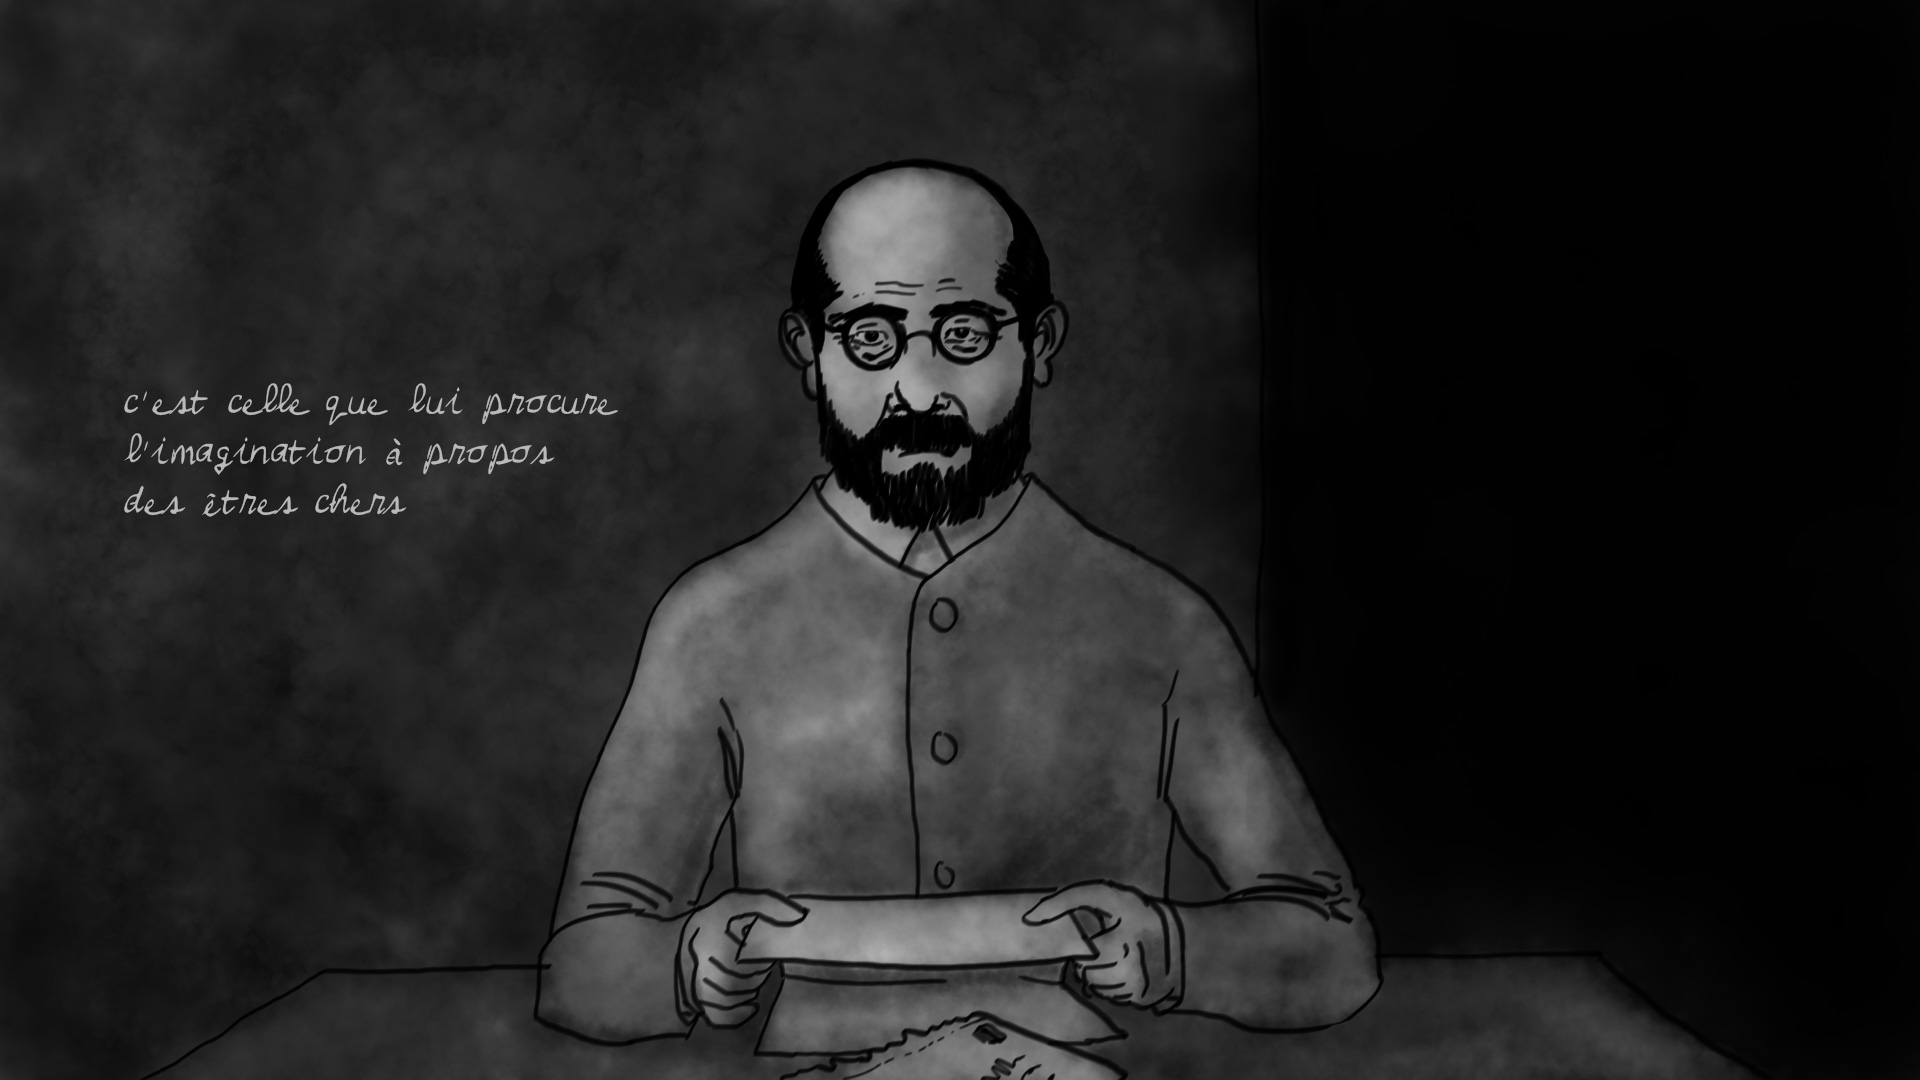 c'est celle que lui procure
l'imagination à propos
des êtres chers